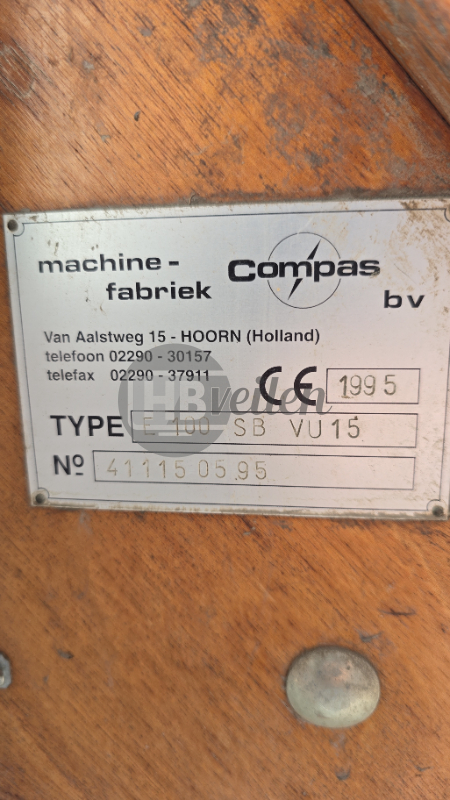 machine-
fabriek
Compas
bv
Van Aalstweg 15 - HOORN (Holland)
telefoon 02290 - 30157
telefax 02290 - 37911
CE 1995
HBveilen
TYPE E 100 SB VU15
Nº 41115 05.95